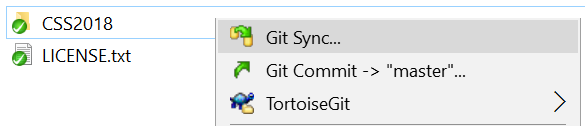 CSS2018
LICENSE.txt
Git Sync...
Git Commit -> "master"...
TortoiseGit